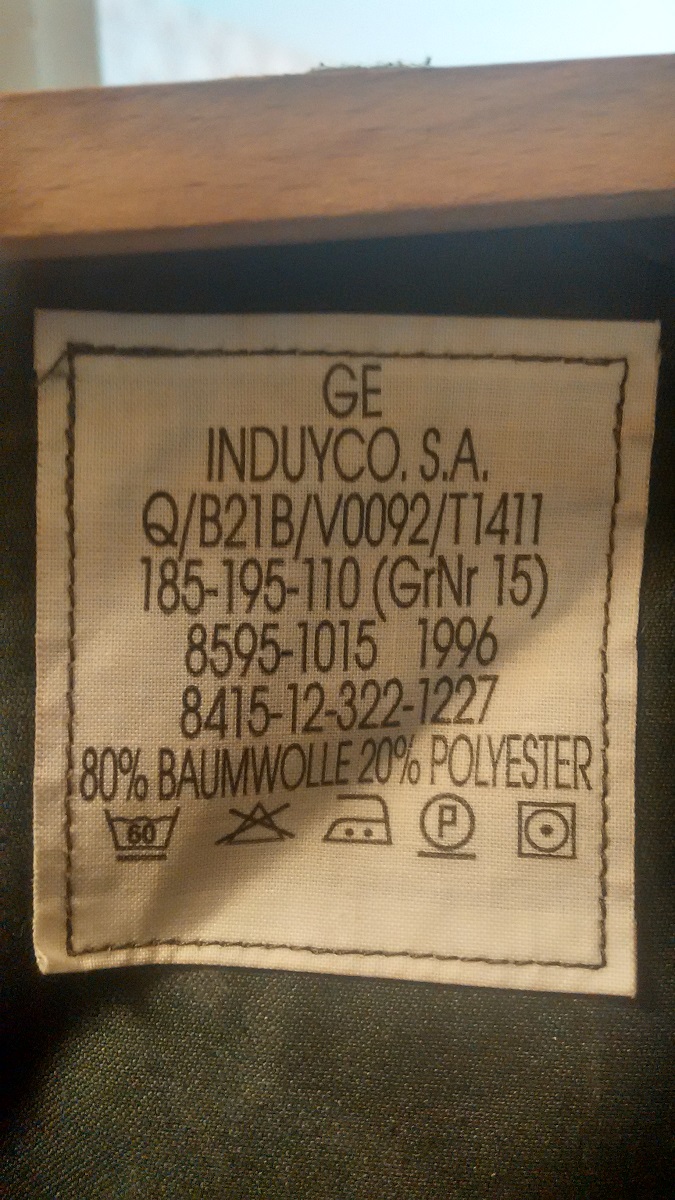 GE
INDUYCO. S.A.
Q/B21B/V0092/T1411
185-195-110 (GrNr 15)
8595-1015 1996
8415-12-322-1227
80% BAUMWOLLE 20% POLYESTER
60 P